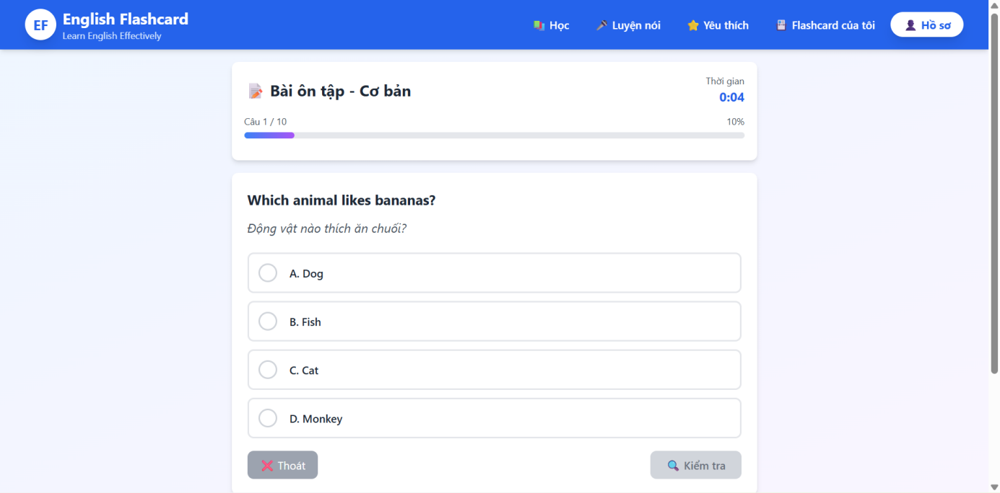 EF
English Flashcard
Learn English Effectively
Học
Luyện nói
Yêu thích
Flashcard của tôi
Hồ sơ
Bài ôn tập - Cơ bản
Thời gian
0:04
Câu 1 / 10
10%
Which animal likes bananas?
Động vật nào thích ăn chuối?
A. Dog
B. Fish
C. Cat
D. Monkey
Thoát
Kiểm tra